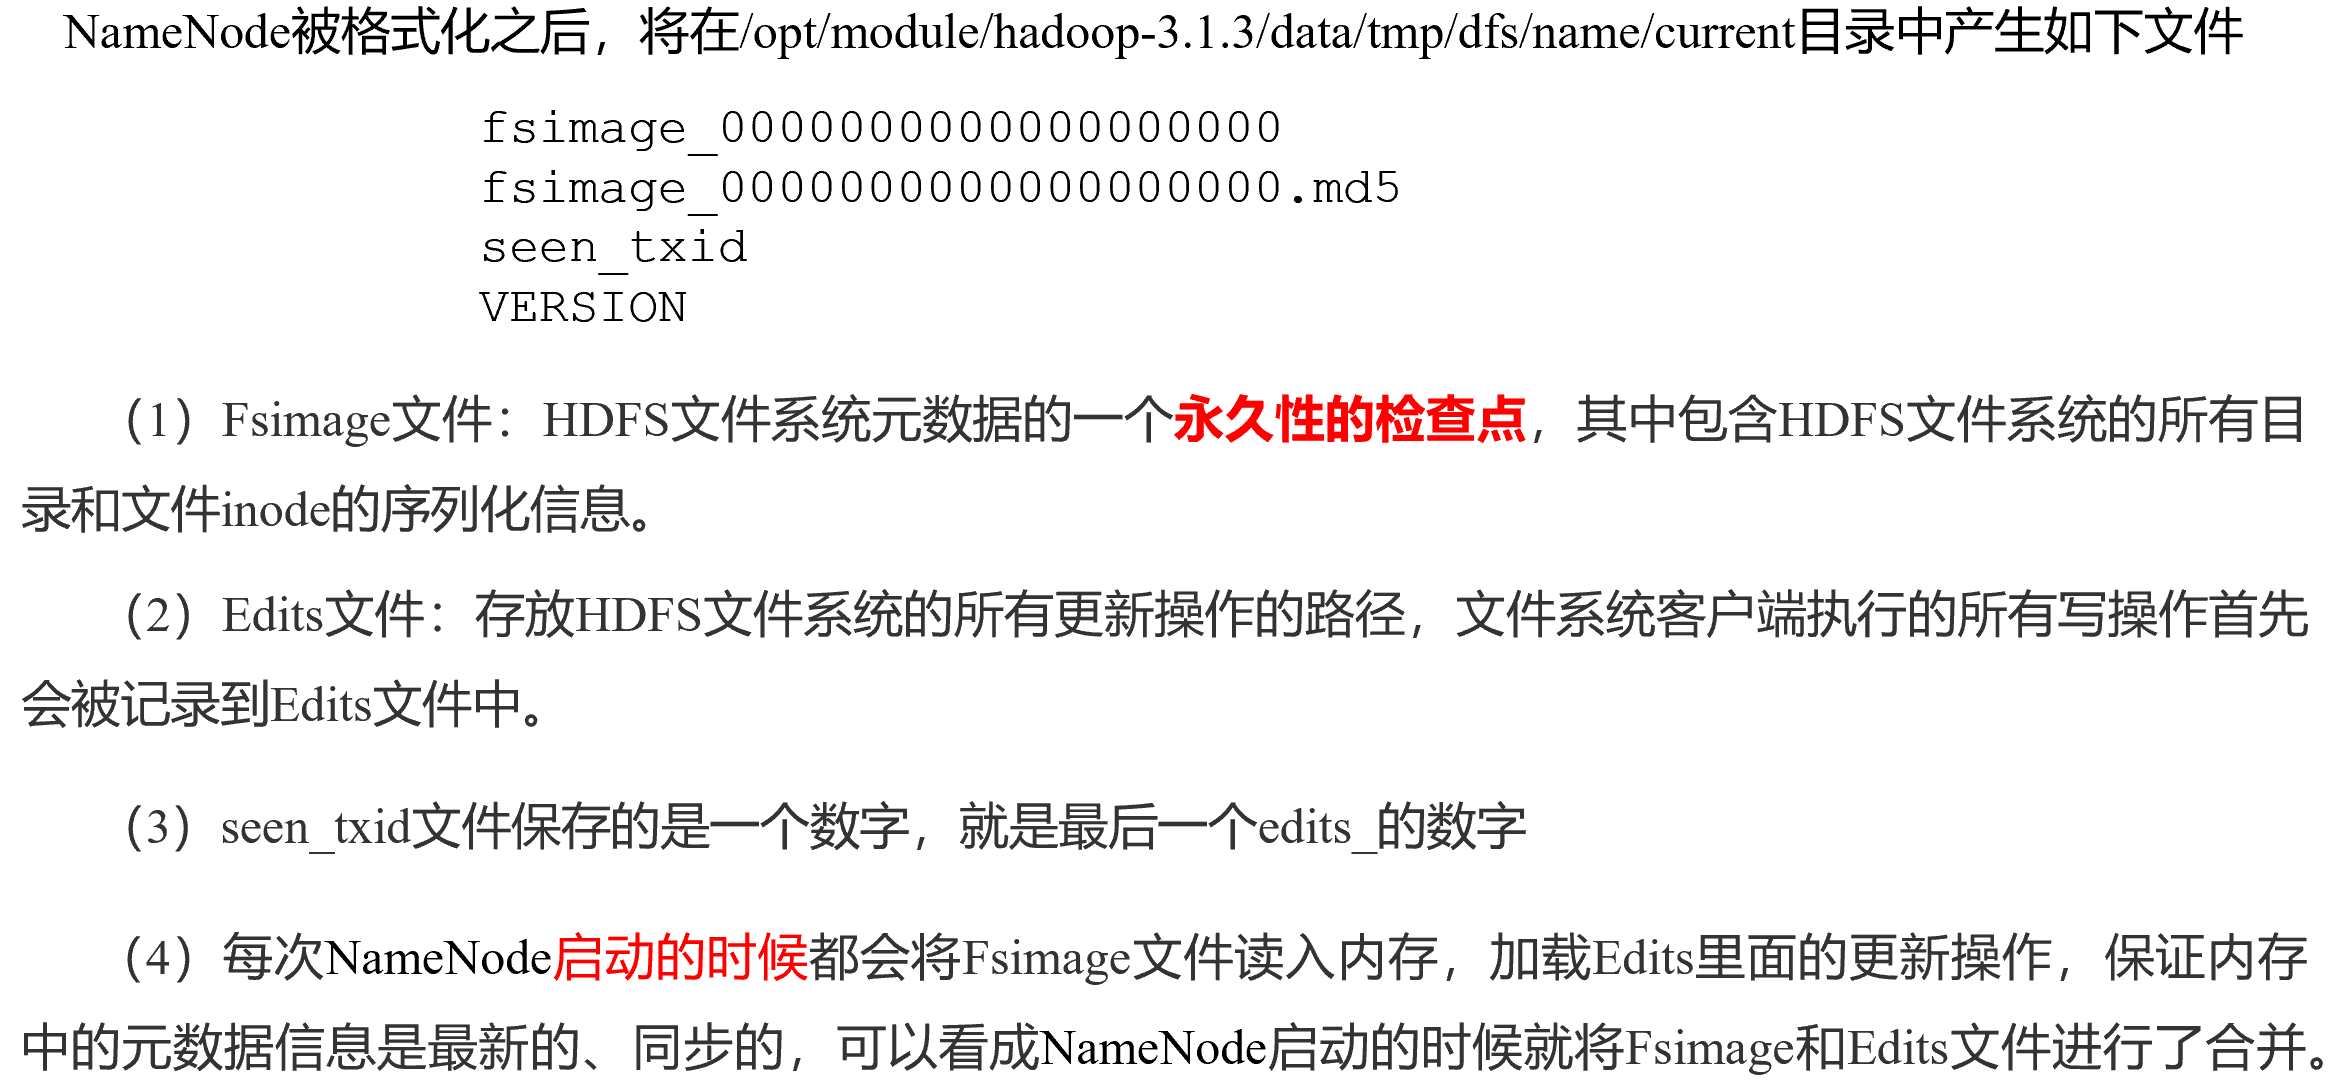 NameNode被格式化之后，将在/opt/module/hadoop-3.1.3/data/tmp/dfs/name/current目录中产生如下文件
fsimage_0000000000000000000
fsimage_0000000000000000000.md5
seen_txid
VERSION
（1）Fsimage文件：HDFS文件系统元数据的一个永久性的检查点，其中包含HDFS文件系统的所有目
录和文件inode的序列化信息。
（2）Edits文件：存放HDFS文件系统的所有更新操作的路径，文件系统客户端执行的所有写操作首先
会被记录到Edits文件中。
（3）seen_txid文件保存的是一个数字，就是最后一个edits_的数字
（4）每次NameNode启动的时候都会将Fsimage文件读入内存，加载Edits里面的更新操作，保证内存
中的元数据信息是最新的、同步的，可以看成NameNode启动的时候就将Fsimage和Edits文件进行了合并。